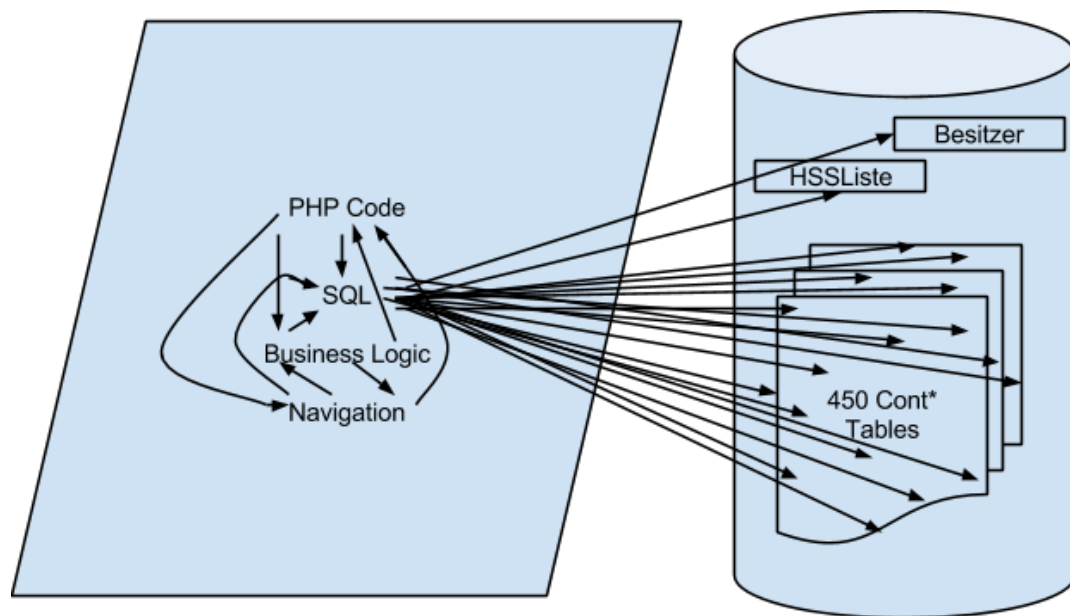 Besitzer
HSSListe
PHP Code
SQL
Business Logic
Navigation
450 Cont*
Tables